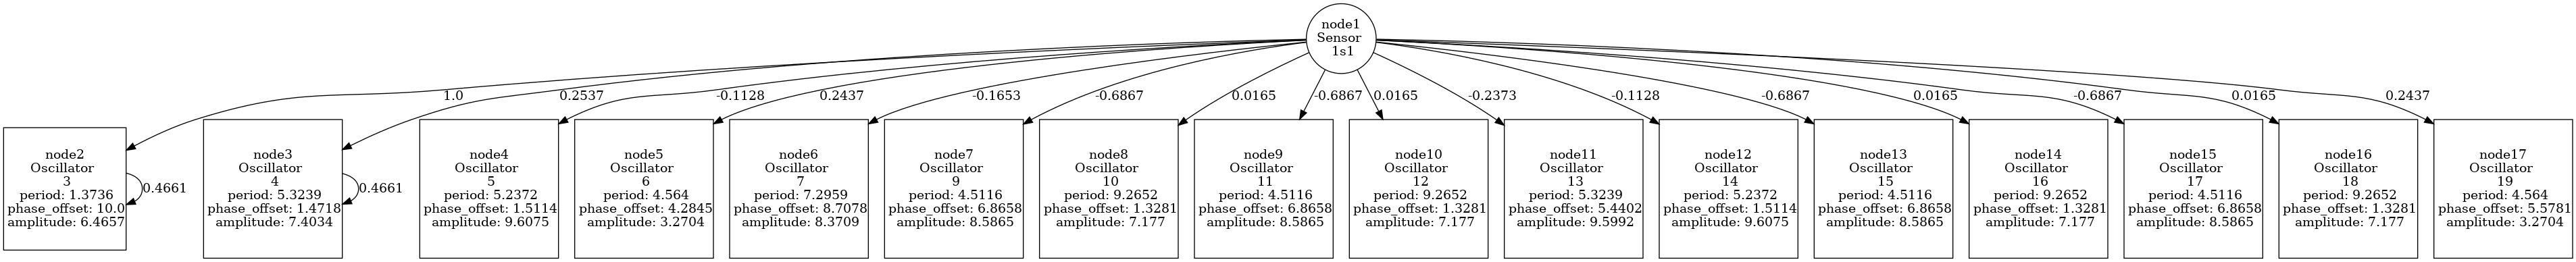 node1
Sensor
1s1
1.0
0.2537
-0.1128
0.2437
-0.1653
-0.6867
0.0165
-0.6867
0.0165
-0.2373
-0.1128
-0.6867
0.0165
-0.6867
0.0165
0.2437
node2
Oscillator
3
period: 1.3736
phase_offset: 10.0
amplitude: 6.4657
0.4661
node3
Oscillator
4
period: 5.3239
phase_offset: 1.4718
amplitude: 7.4034
0.4661
node4
Oscillator
5
period: 5.2372
phase_offset: 1.5114
amplitude: 9.6075
node5
Oscillator
6
period: 4.564
phase_offset: 4.2845
amplitude: 3.2704
node6
Oscillator
7
period: 7.2959
phase_offset: 8.7078
amplitude: 8.3709
node7
Oscillator
9
period: 4.5116
phase_offset: 6.8658
amplitude: 8.5865
node8
Oscillator
10
period: 9.2652
phase_offset: 1.3281
amplitude: 7.177
node9
Oscillator
11
period: 4.5116
phase_offset: 6.8658
amplitude: 8.5865
node10
Oscillator
12
period: 9.2652
phase_offset: 1.3281
amplitude: 7.177
node11
Oscillator
13
period: 5.3239
phase_offset: 5.4402
amplitude: 9.5992
node12
Oscillator
14
period: 5.2372
phase_offset: 1.5114
amplitude: 9.6075
node13
Oscillator
15
period: 4.5116
phase_offset: 6.8658
amplitude: 8.5865
node14
Oscillator
16
period: 9.2652
phase_offset: 1.3281
amplitude: 7.177
node15
Oscillator
17
period: 4.5116
phase_offset: 6.8658
amplitude: 8.5865
node16
Oscillator
18
period: 9.2652
phase_offset: 1.3281
amplitude: 7.177
node17
Oscillator
19
period: 4.564
phase_offset: 5.5781
amplitude: 3.2704